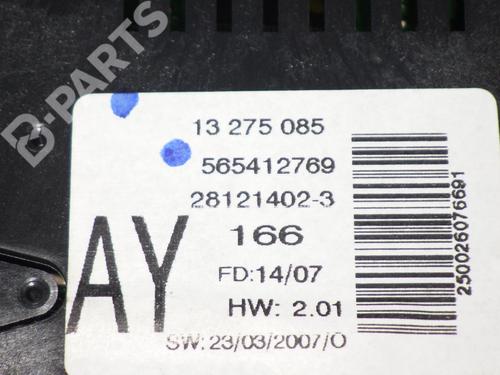 B-PARTS
13 275 085
565412769
28121402-3
AY
166
FD:14/07
HW: 2.01
SW: 23/03/2007/O
250026076691